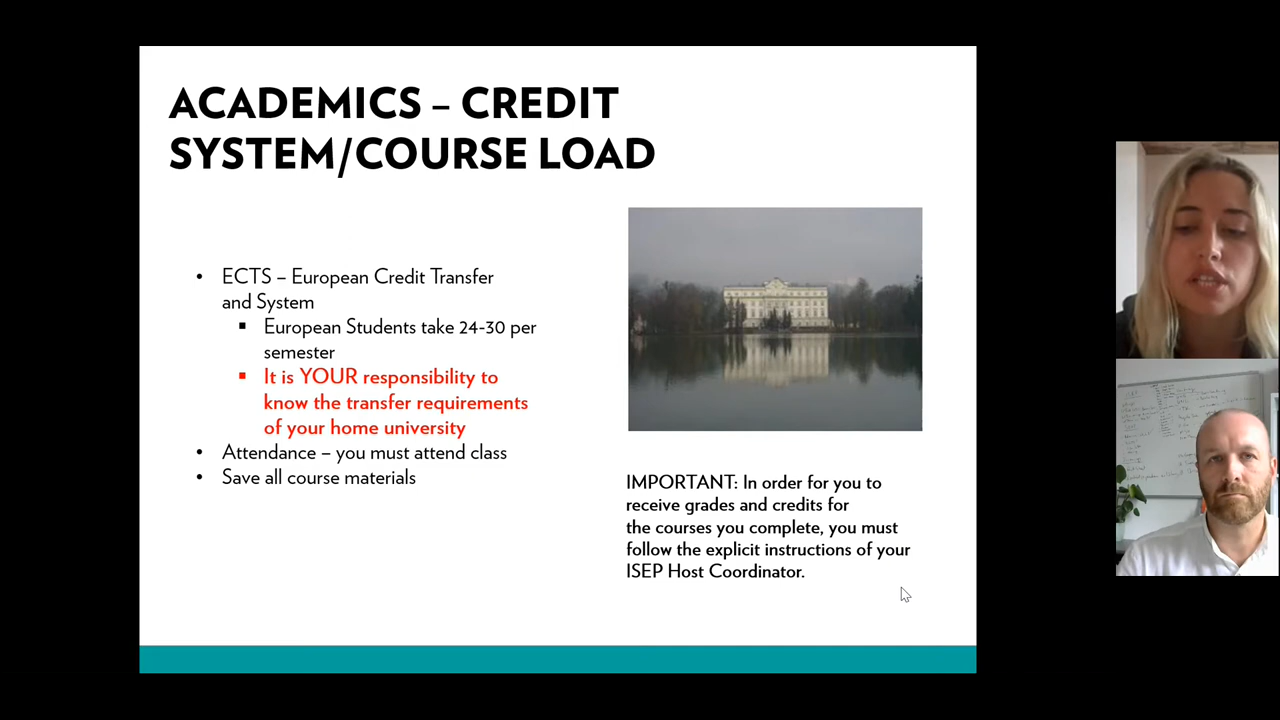 ACADEMICS – CREDIT
SYSTEM/COURSE LOAD
• ECTS – European Credit Transfer
and System
▪ European Students take 24-30 per
semester
▪ It is YOUR responsibility to
know the transfer requirements
of your home university
• Attendance – you must attend class
• Save all course materials
IMPORTANT: In order for you to
receive grades and credits for
the courses you complete, you must
follow the explicit instructions of your
ISEP Host Coordinator.